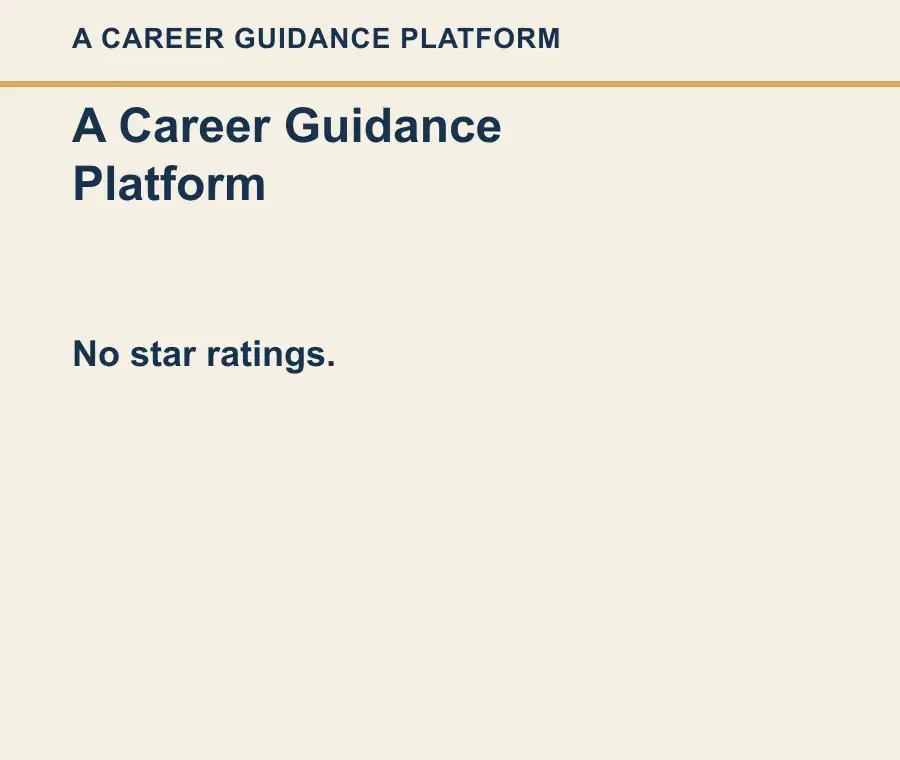 A CAREER GUIDANCE PLATFORM
A Career Guidance
Platform
No star ratings.